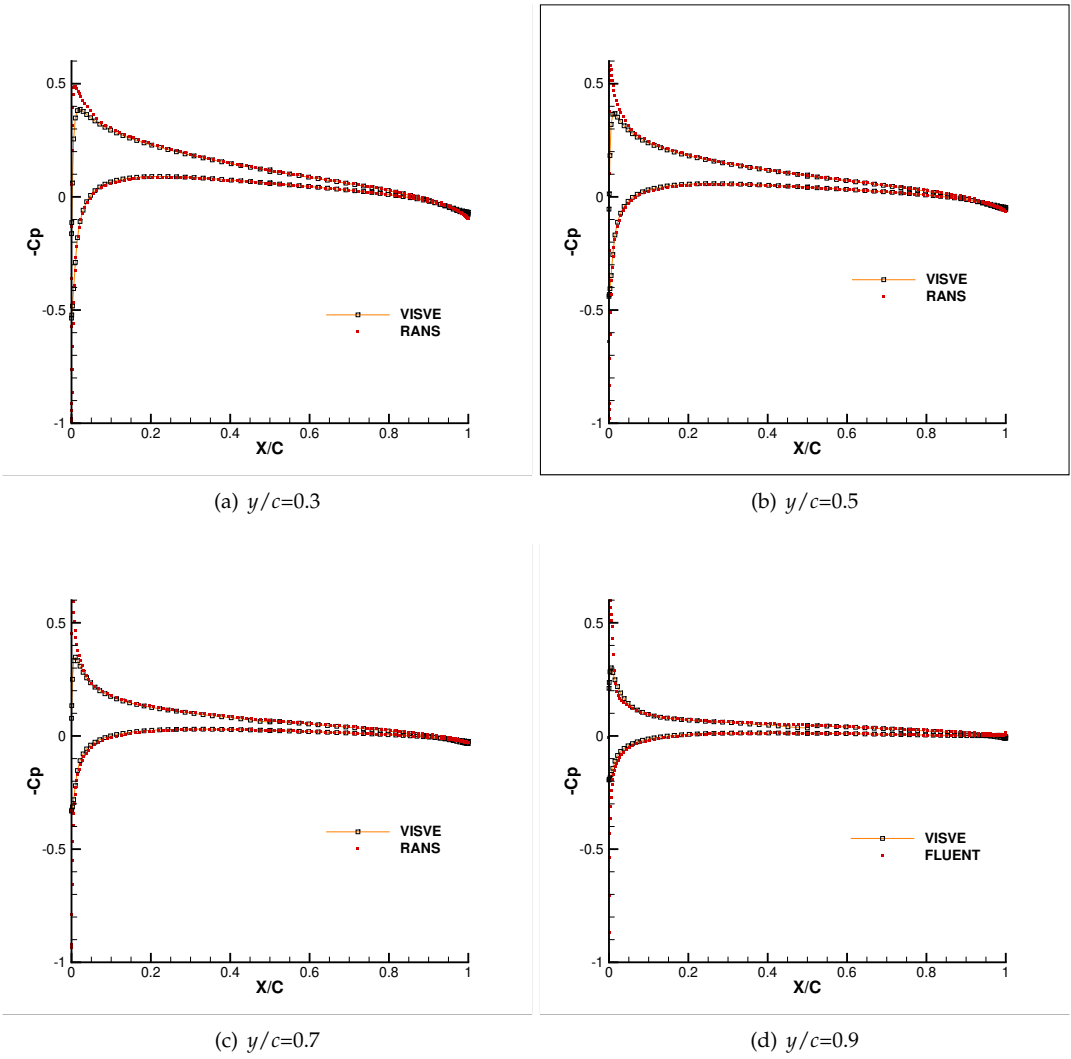 0.5
0
-0.5
-1
-Cp
0
0.2
0.4
0.6
0.8
1
X/C
VISVE
RANS
(a) y/c=0.3
0.5
0
-0.5
-1
-Cp
0
0.2
0.4
0.6
0.8
1
X/C
VISVE
RANS
(b) y/c=0.5
0.5
0
-0.5
-1
-Cp
0
0.2
0.4
0.6
0.8
1
X/C
VISVE
RANS
(c) y/c=0.7
0.5
0
-0.5
-1
-Cp
0
0.2
0.4
0.6
0.8
1
X/C
VISVE
FLUENT
(d) y/c=0.9